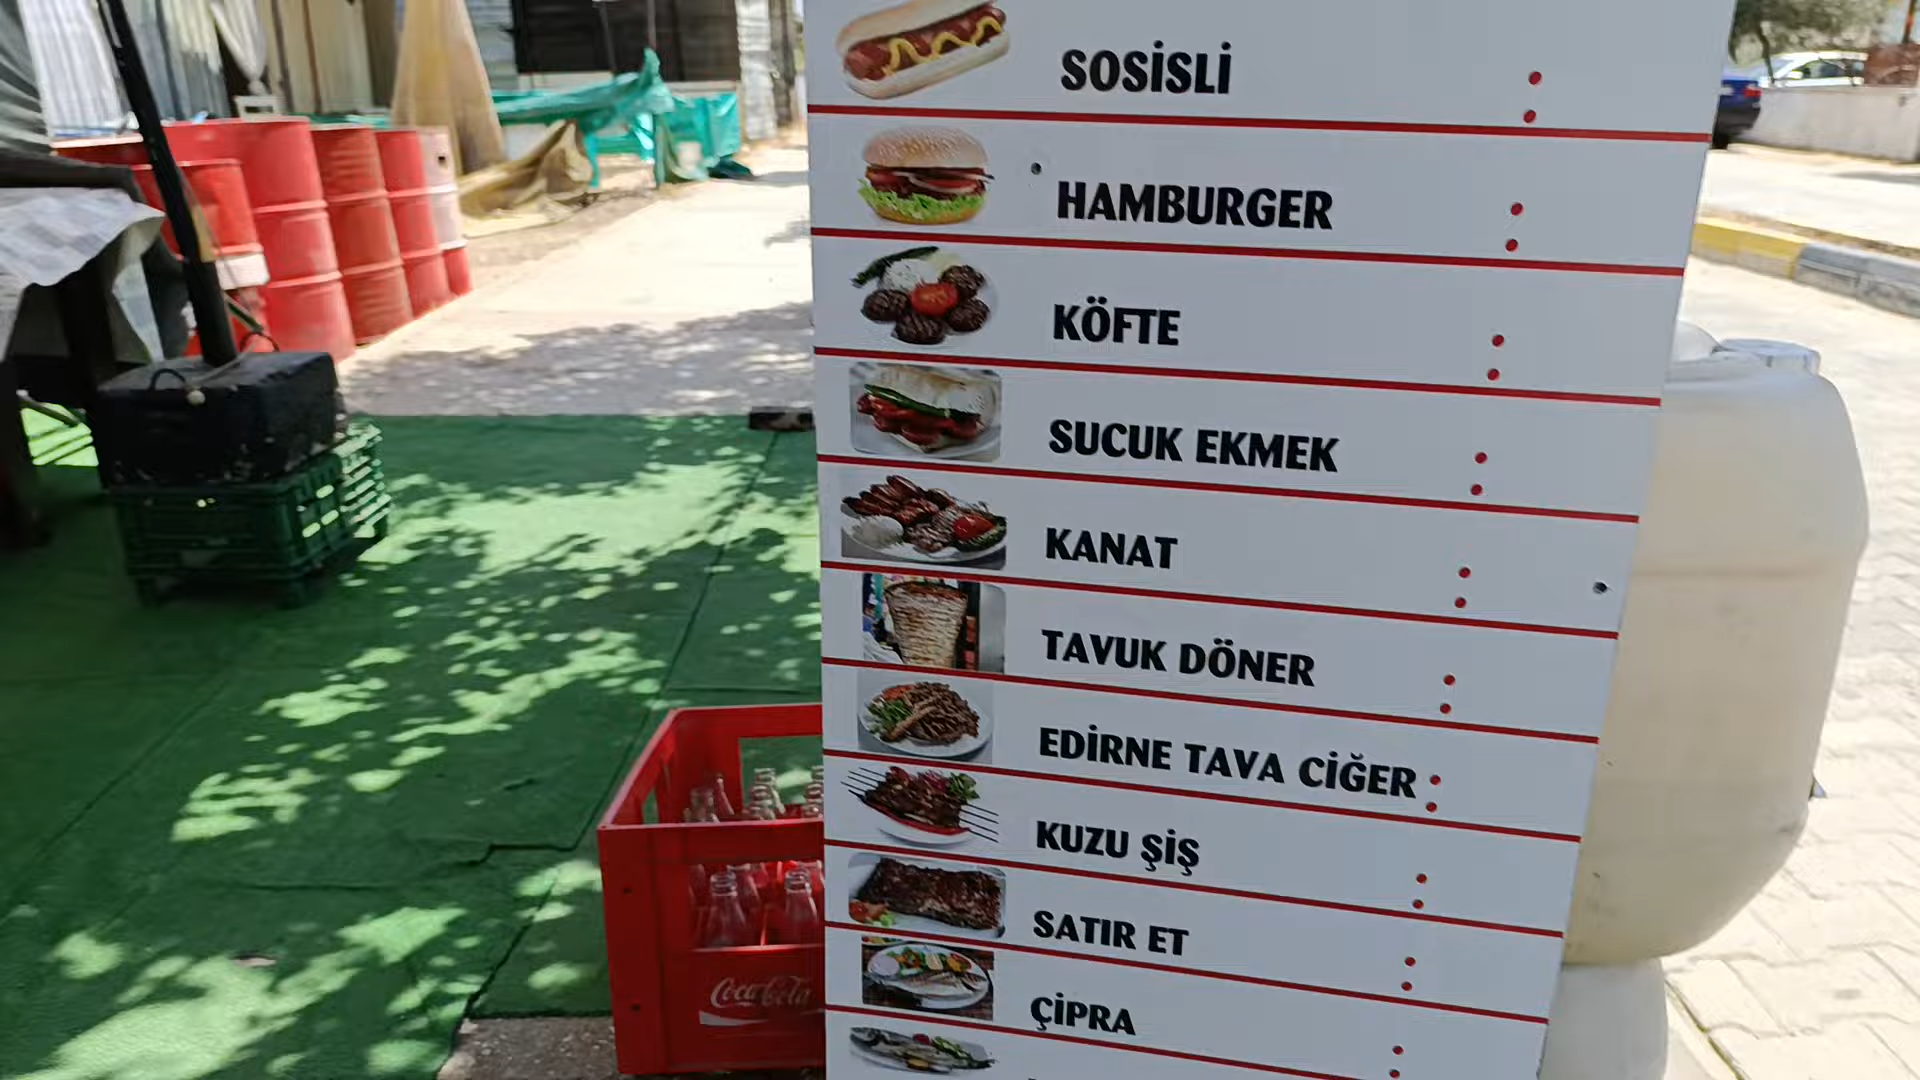 SOSİSLİ :
HAMBURGER :
KÖFTE :
SUCUK EKMEK :
KANAT :
TAVUK DÖNER :
EDİRNE TAVA CİĞER :
KUZU ŞİŞ :
SATIR ET :
ÇİPRA :
Coca-Cola